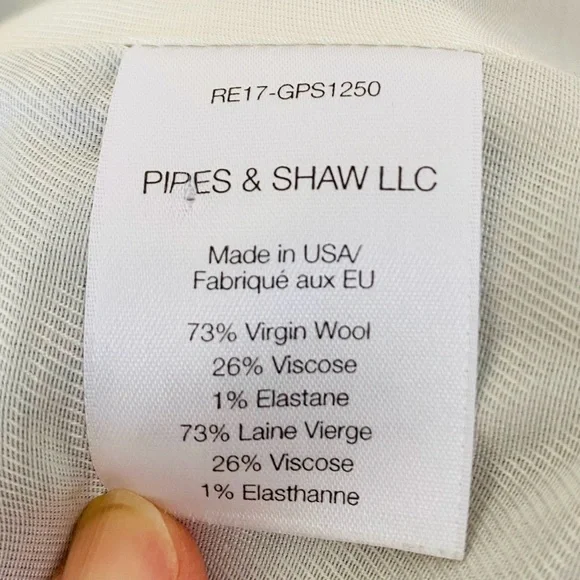 RE17-GPS1250
PIPES & SHAW LLC
Made in USA/
Fabriqué aux EU
73% Virgin Wool
26% Viscose
1% Elastane
73% Laine Vierge
26% Viscose
1% Elasthanne